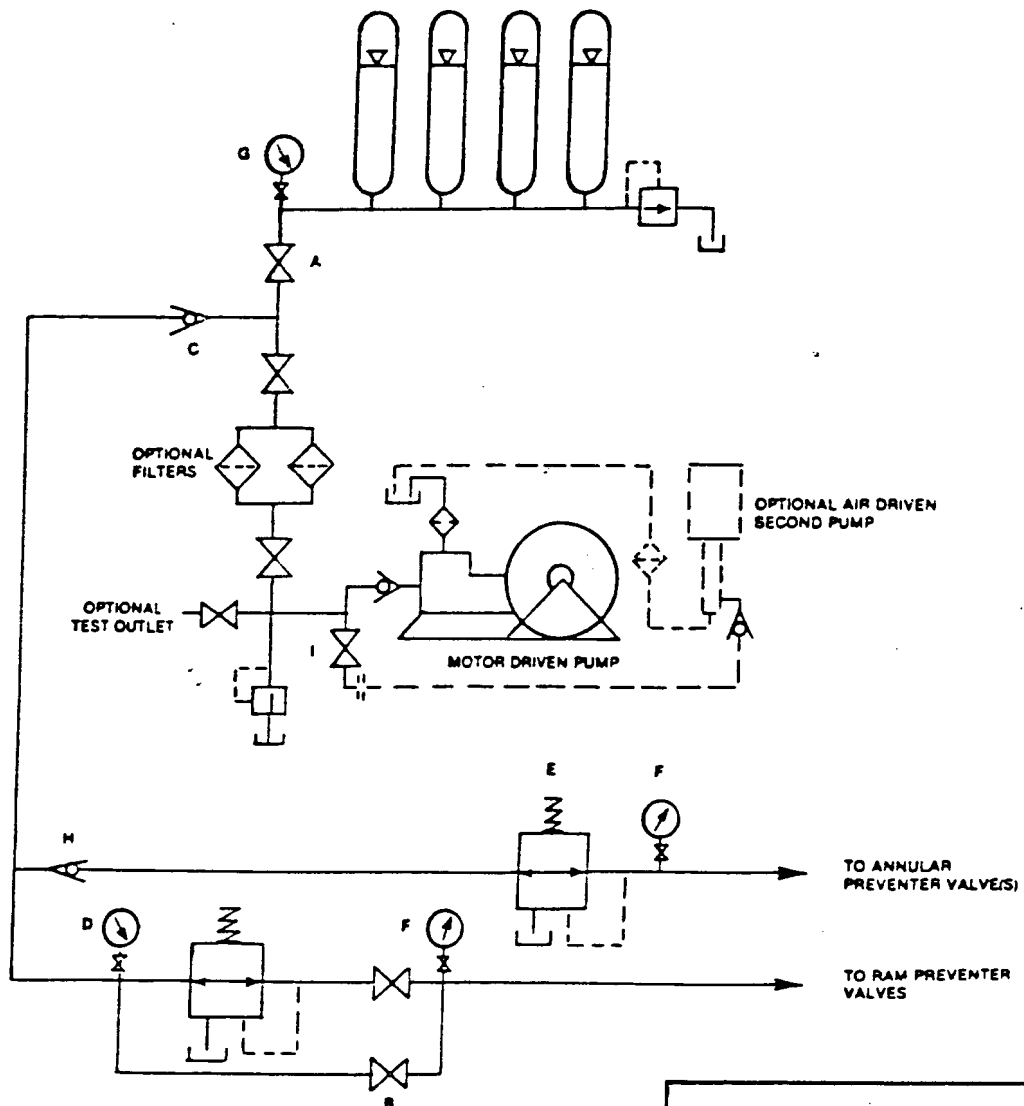 G
A
C
OPTIONAL
FILTERS
OPTIONAL AIR DRIVEN
SECOND PUMP
OPTIONAL
TEST OUTLET
I
MOTOR DRIVEN PUMP
E
F
H
TO ANNULAR
PREVENTER VALVE(S)
D
F
TO RAM PREVENTER
VALVES